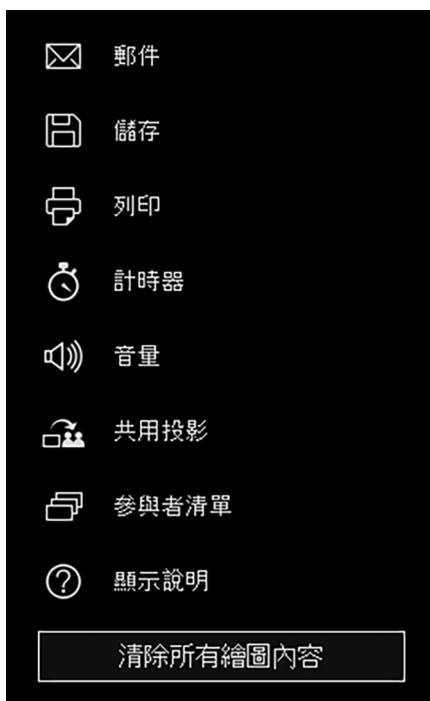 郵件
儲存
列印
計時器
音量
共用投影
參與者清單
顯示說明
清除所有繪圖內容